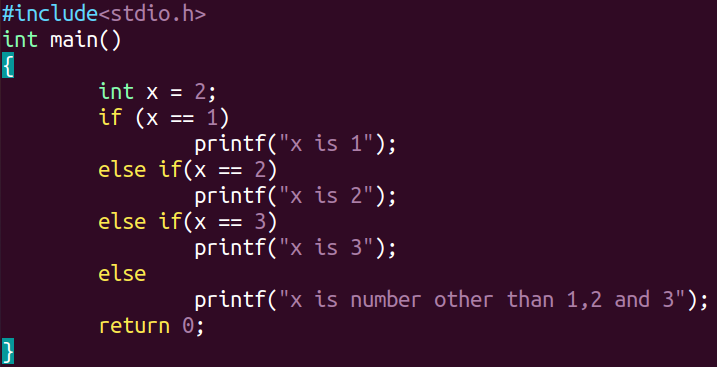 #include<stdio.h>
int main()
{
        int x = 2;
        if (x == 1)
                printf("x is 1");
        else if(x == 2)
                printf("x is 2");
        else if(x == 3)
                printf("x is 3");
        else
                printf("x is number other than 1,2 and 3");
        return 0;
}